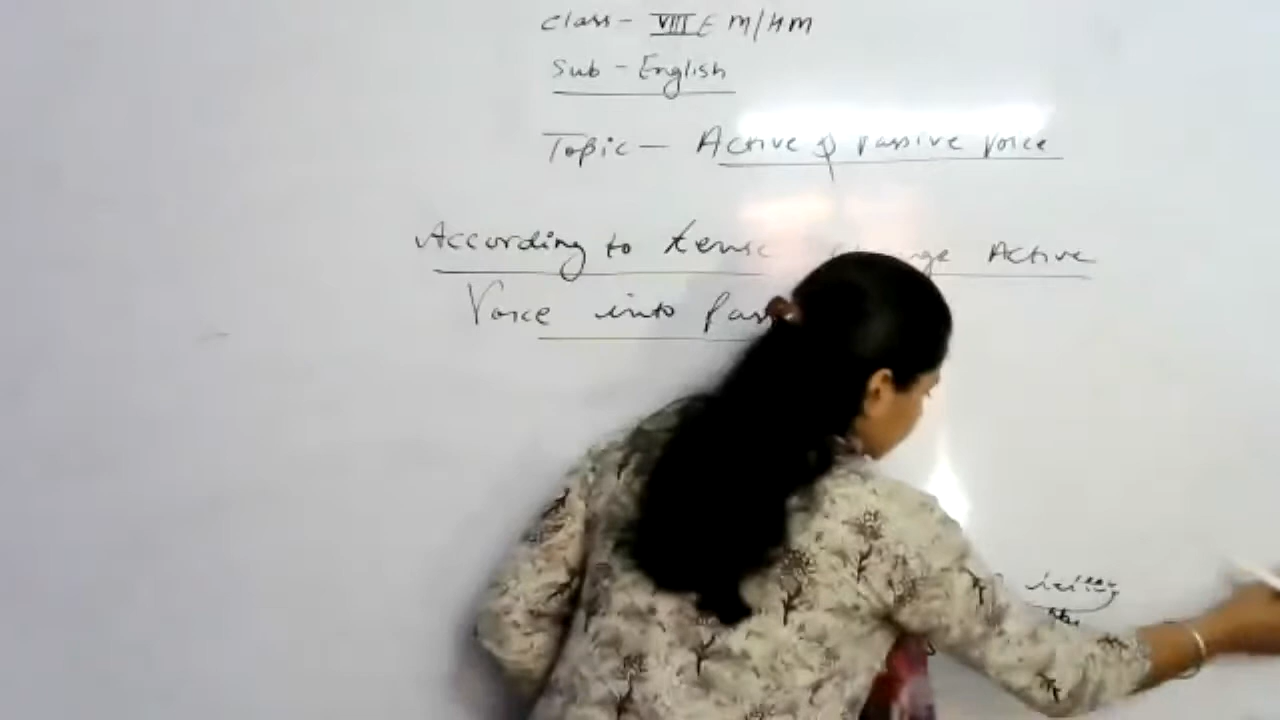 Class - VIII E M/HM
Sub - English
Topic - Active & Passive Voice
According to tense Active
Voice into